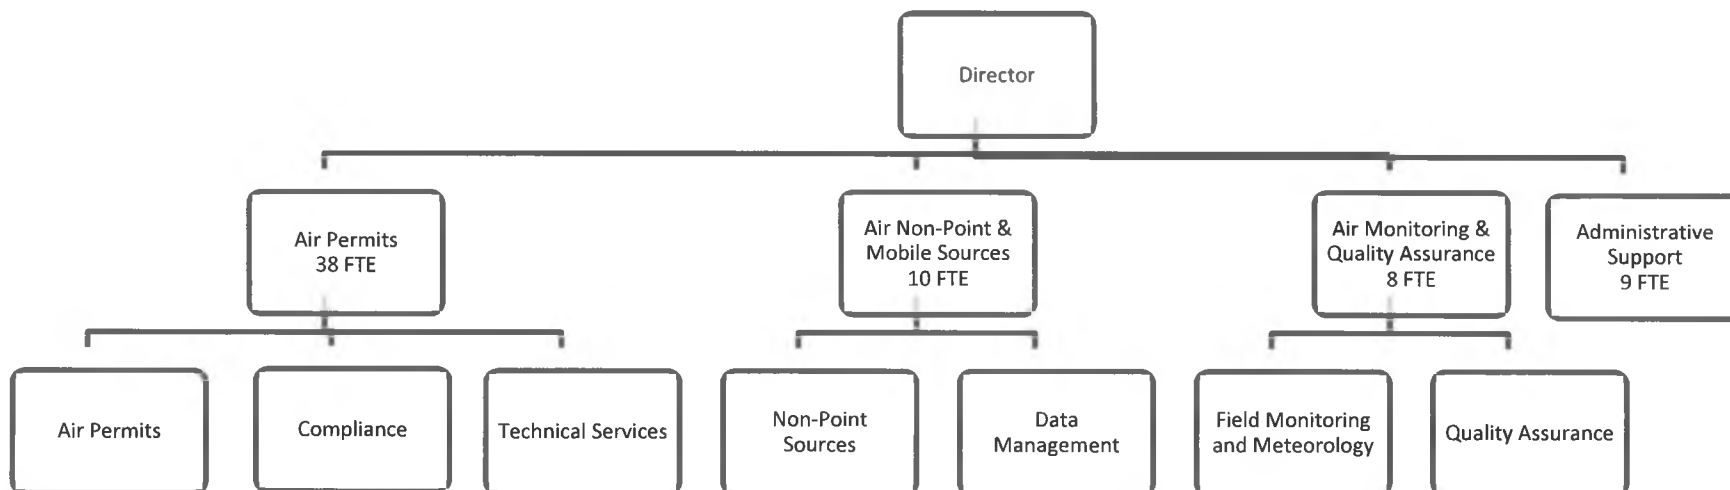 Director
Air Permits
38 FTE
Air Non-Point &
Mobile Sources
10 FTE
Air Monitoring &
Quality Assurance
8 FTE
Administrative
Support
9 FTE
Air Permits
Compliance
Technical Services
Non-Point
Sources
Data
Management
Field Monitoring
and Meteorology
Quality Assurance